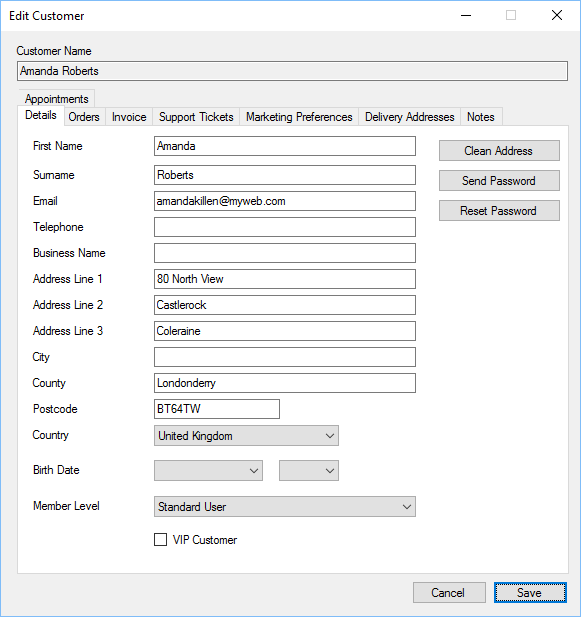 Edit Customer
Customer Name
Amanda Roberts
Appointments
Details Orders Invoice Support Tickets Marketing Preferences Delivery Addresses Notes
First Name Amanda Clean Address
Surname Roberts Send Password
Email amandakillen@myweb.com Reset Password
Telephone
Business Name
Address Line 1 80 North View
Address Line 2 Castlerock
Address Line 3 Coleraine
City
County Londonderry
Postcode BT64TW
Country United Kingdom
Birth Date
Member Level Standard User
VIP Customer
Cancel Save